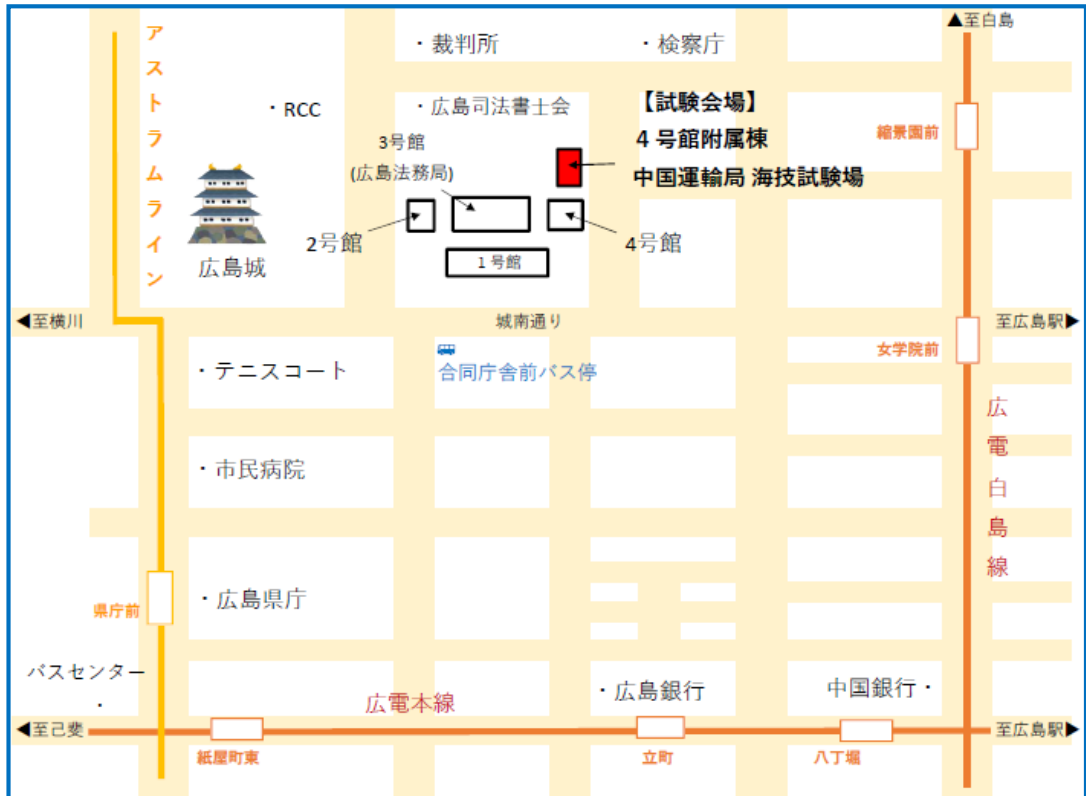 ▲至白島
アストラムライン
・裁判所
・検察庁
・RCC
・広島司法書士会
【試験会場】
4号館附属棟
中国運輸局 海技試験場
縮景園前
3号館
(広島法務局)
2号館
4号館
1号館
広島城
◀至横川
城南通り
至広島駅▶
女学院前
・テニスコート
合同庁舎前バス停
広電白島線
・市民病院
県庁前
・広島県庁
バスセンター
・
広電本線
・広島銀行
中国銀行・
◀至己斐
至広島駅▶
紙屋町東
立町
八丁堀